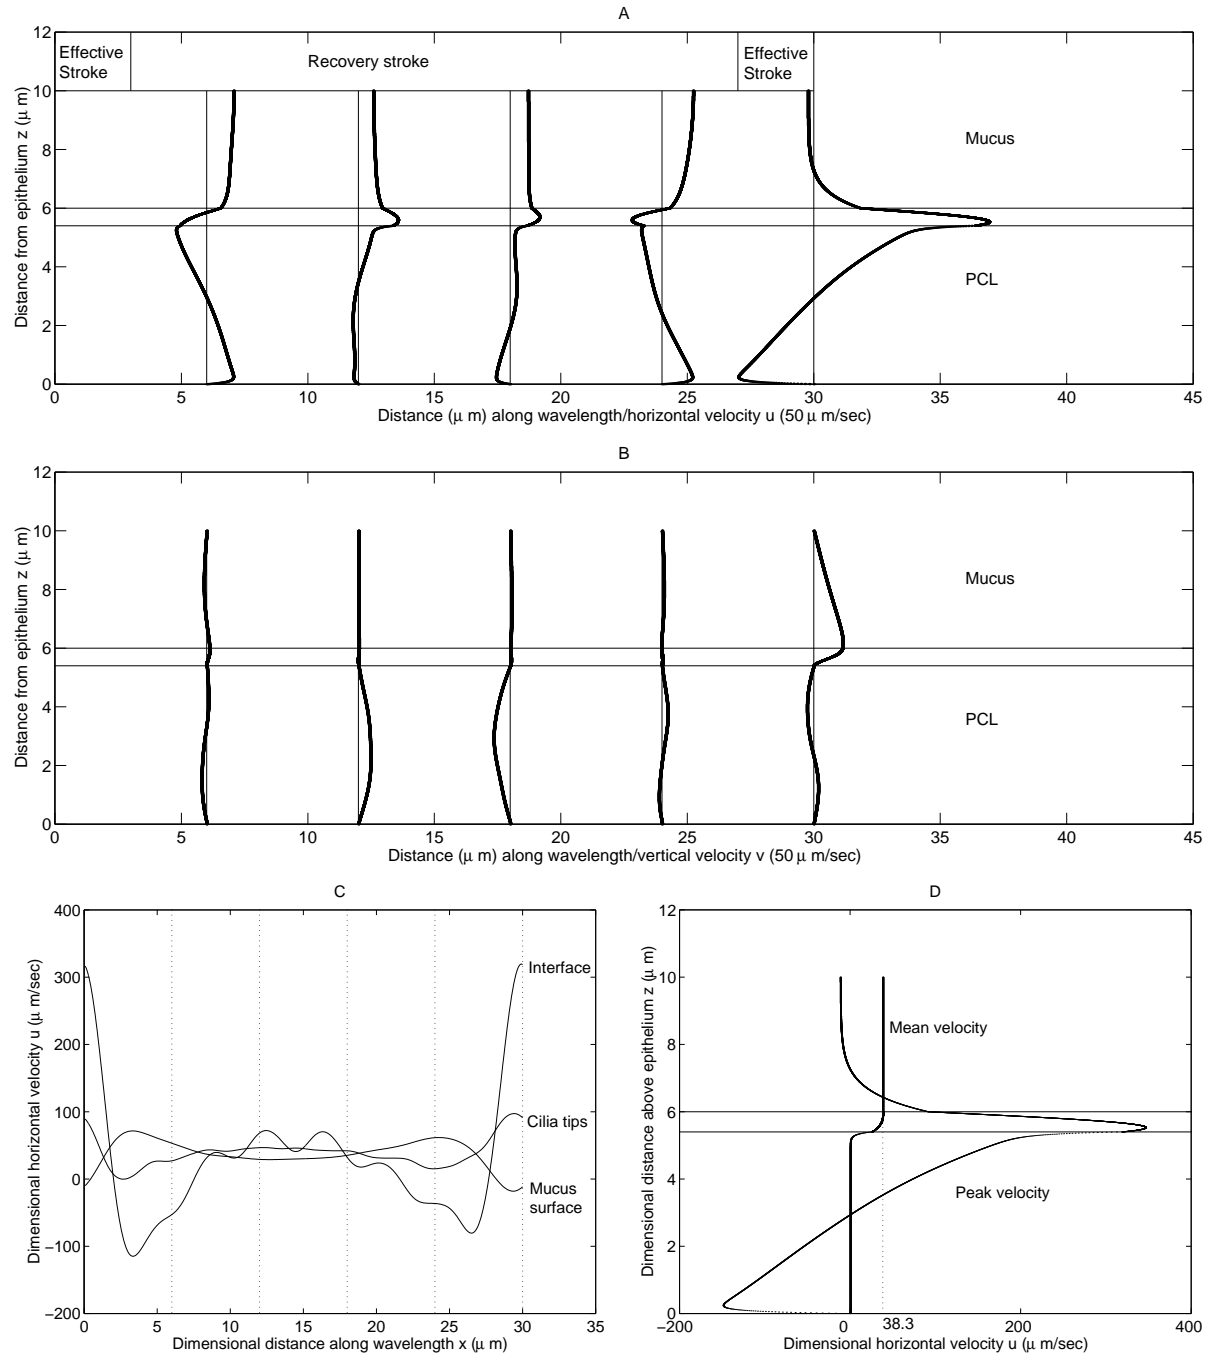 A
12
10
8
6
4
2
0
Distance from epithelium z (μ m)
Effective
Stroke
Recovery stroke
Effective
Stroke
Mucus
PCL
0 5 10 15 20 25 30 35 40 45
Distance (μ m) along wavelength/horizontal velocity u (50 μ m/sec)
B
12
10
8
6
4
2
0
Distance from epithelium z (μ m)
Mucus
PCL
0 5 10 15 20 25 30 35 40 45
Distance (μ m) along wavelength/vertical velocity v (50 μ m/sec)
C
400
300
200
100
0
−100
−200
Dimensional horizontal velocity u (μ m/sec)
Interface
Cilia tips
Mucus
surface
0 5 10 15 20 25 30 35
Dimensional distance along wavelength x (μ m)
D
12
10
8
6
4
2
0
Dimensional distance above epithelium z (μ m)
Mean velocity
Peak velocity
−200 0 38.3 200 400
Dimensional horizontal velocity u (μ m/sec)